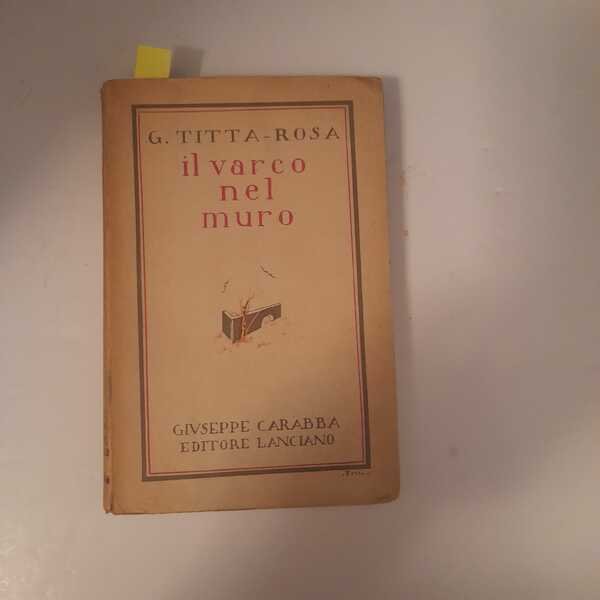 G. TITTA-ROSA
il varco
nel
muro
GIVSEPPE CARABBA
EDITORE LANCIANO